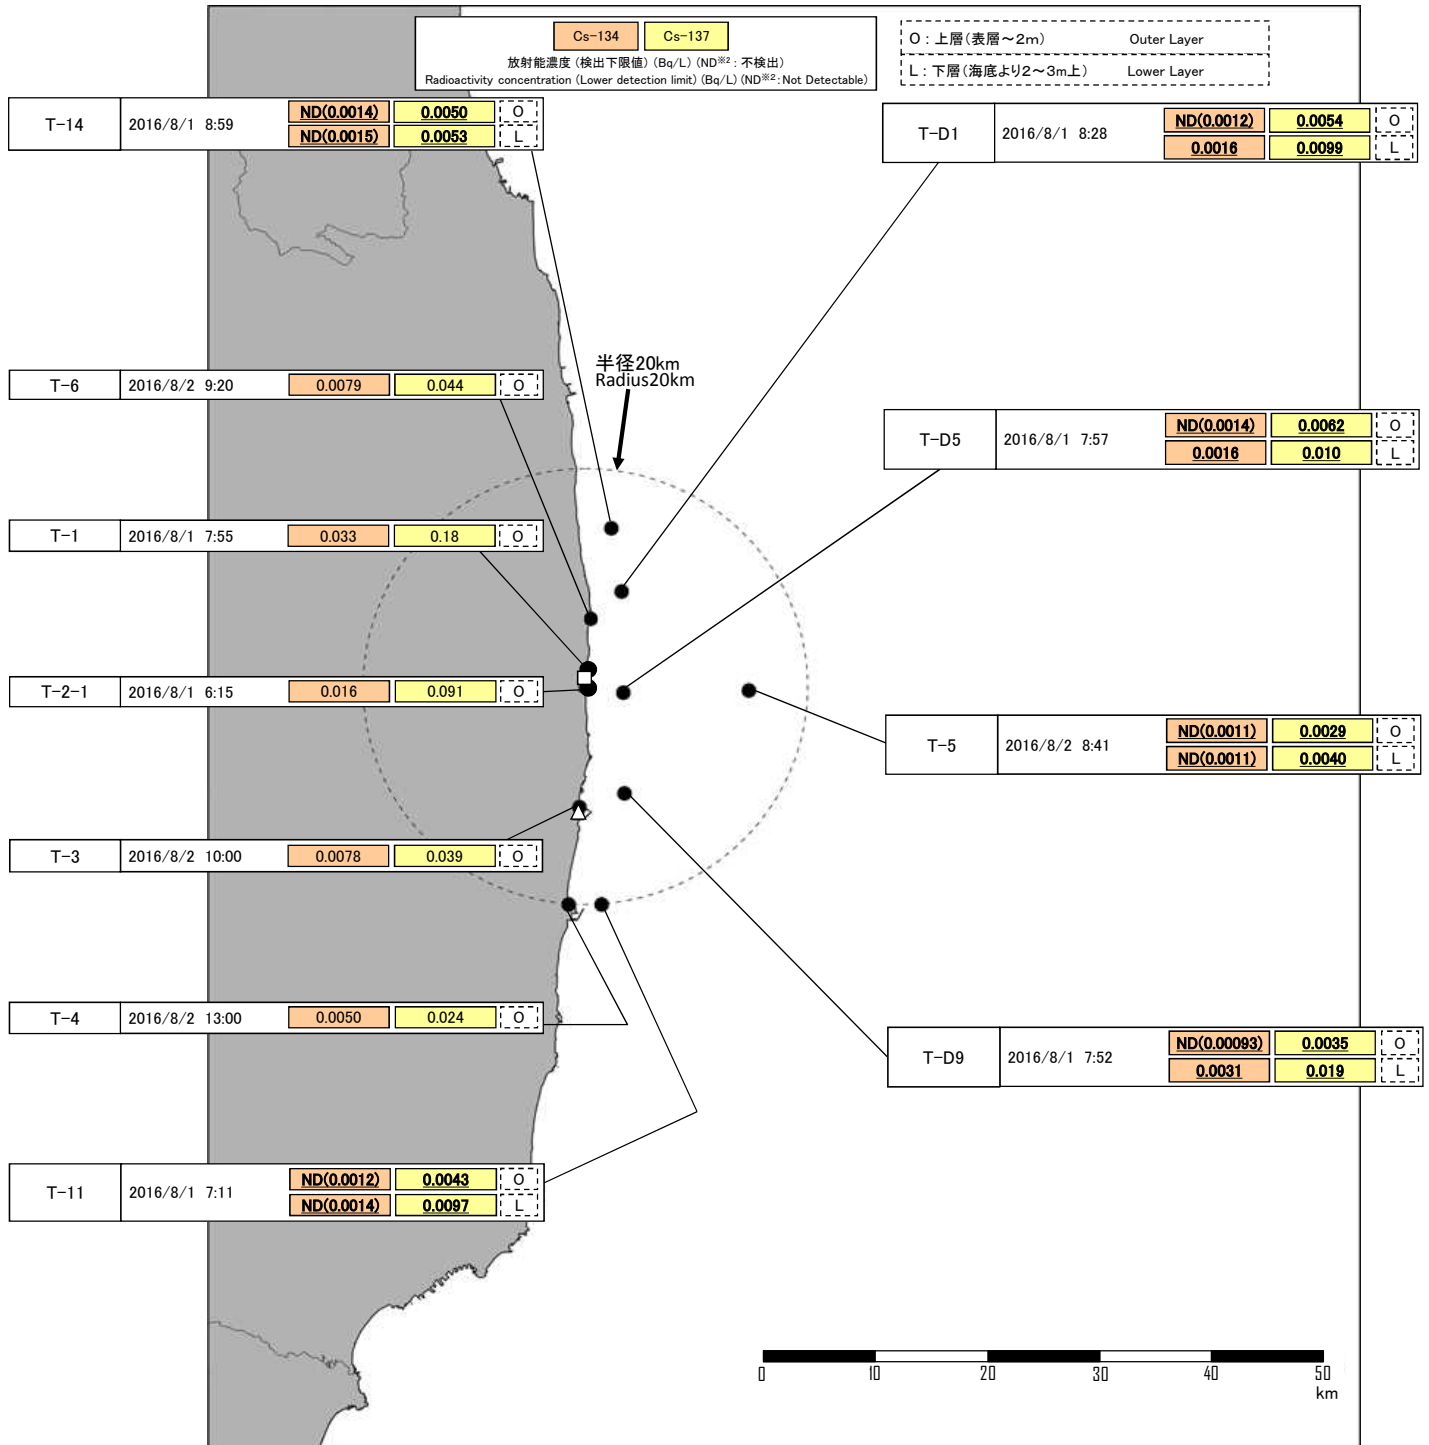 Cs-134 Cs-137
放射能濃度 (検出下限値) (Bq/L) (ND※2 : 不検出)
Radioactivity concentration (Lower detection limit) (Bq/L) (ND※2 : Not Detectable)
O : 上層(表層～2m) Outer Layer
L : 下層(海底より2～3m上) Lower Layer
T-14 2016/8/1 8:59 ND(0.0014) 0.0050 O
ND(0.0015) 0.0053 L
T-D1 2016/8/1 8:28 ND(0.0012) 0.0054 O
0.0016 0.0099 L
半径20km
Radius20km
T-6 2016/8/2 9:20 0.0079 0.044 O
T-D5 2016/8/1 7:57 ND(0.0014) 0.0062 O
0.0016 0.010 L
T-1 2016/8/1 7:55 0.033 0.18 O
T-2-1 2016/8/1 6:15 0.016 0.091 O
T-5 2016/8/2 8:41 ND(0.0011) 0.0029 O
ND(0.0011) 0.0040 L
T-3 2016/8/2 10:00 0.0078 0.039 O
T-4 2016/8/2 13:00 0.0050 0.024 O
T-D9 2016/8/1 7:52 ND(0.00093) 0.0035 O
0.0031 0.019 L
T-11 2016/8/1 7:11 ND(0.0012) 0.0043 O
ND(0.0014) 0.0097 L
0 10 20 30 40 50
km